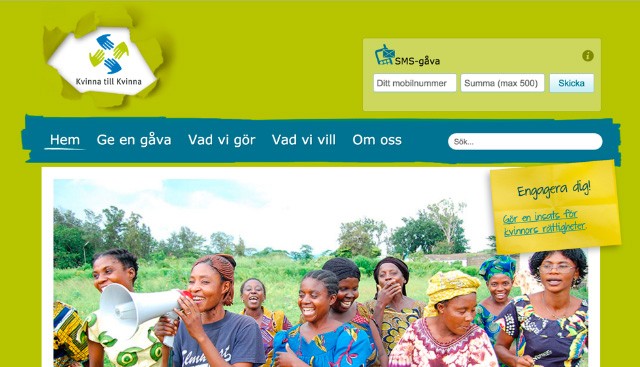 Kvinna till Kvinna
SMS-gåva
i
Ditt mobilnummer
Summa (max 500)
Skicka
Hem
Ge en gåva
Vad vi gör
Vad vi vill
Om oss
Sök...
Engagera dig!
Gör en insats för
kvinnors rättigheter